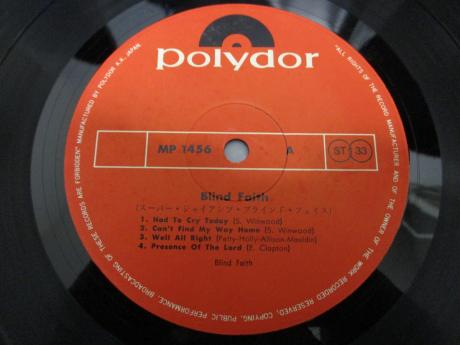 polydor
MP 1456 A ST 33
Blind Faith
(スーパー・ジャイアンツ・ブラインド・フェイス)
1. Had To Cry Today (S. Winwood)
2. Can't Find My Way Home (S. Winwood)
3. Well All Right (Petty-Holly-Allison-Mauldin)
4. Presence Of The Lord (E. Clapton)
Blind Faith
"ALL RIGHTS OF THE MANUFACTURER AND OF THE OWNER OF THE WORK RECORDED RESERVED, COPYING, PUBLIC PERFORMANCE, BROADCASTING OF THESE RECORDS ARE FORBIDDEN" MANUFACTURED BY POLYDOR K.K. JAPAN